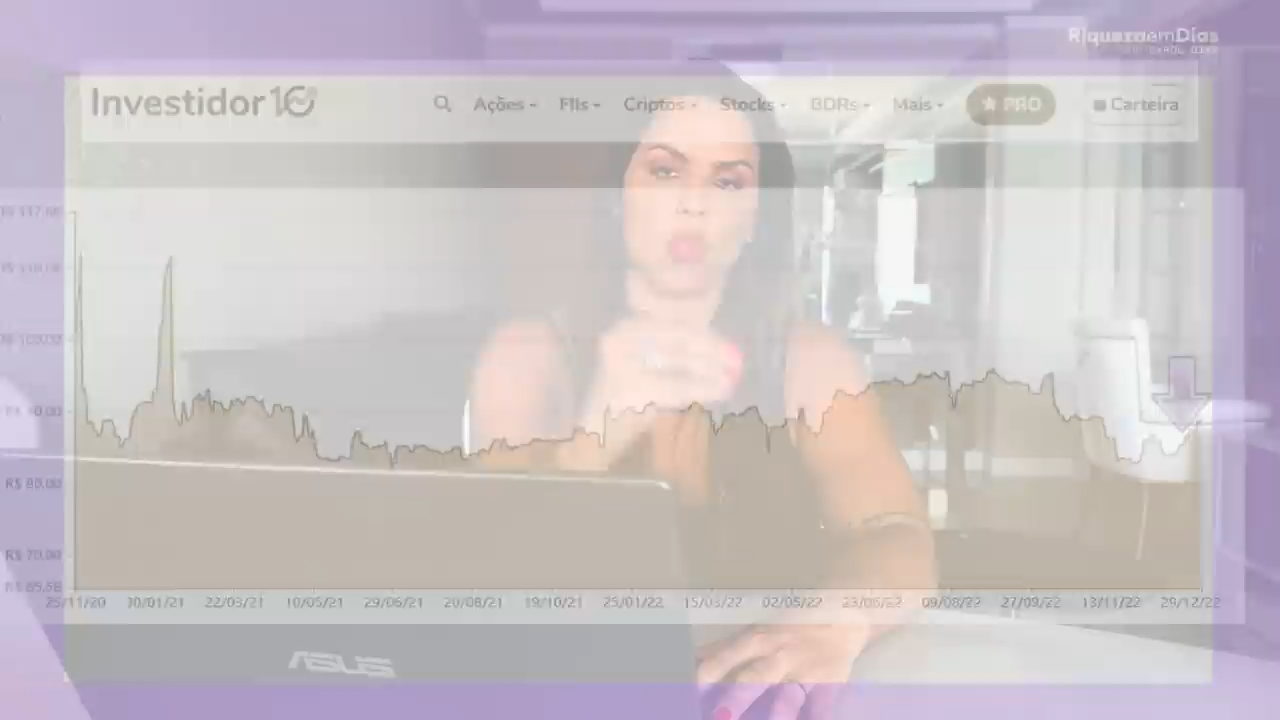 RiquezaemDias
Investidor10
Ações
FIIs
Criptos
Stocks
BDRs
Mais
PRO
Carteira
R$ 80.00
R$ 70.00
25/11/20 30/01/21 22/03/21 10/05/21 29/06/21 20/08/21 19/10/21 25/01/22 15/03/22 02/05/22 23/06/22 09/08/22 27/09/22 13/11/22 29/12/22
ASUS